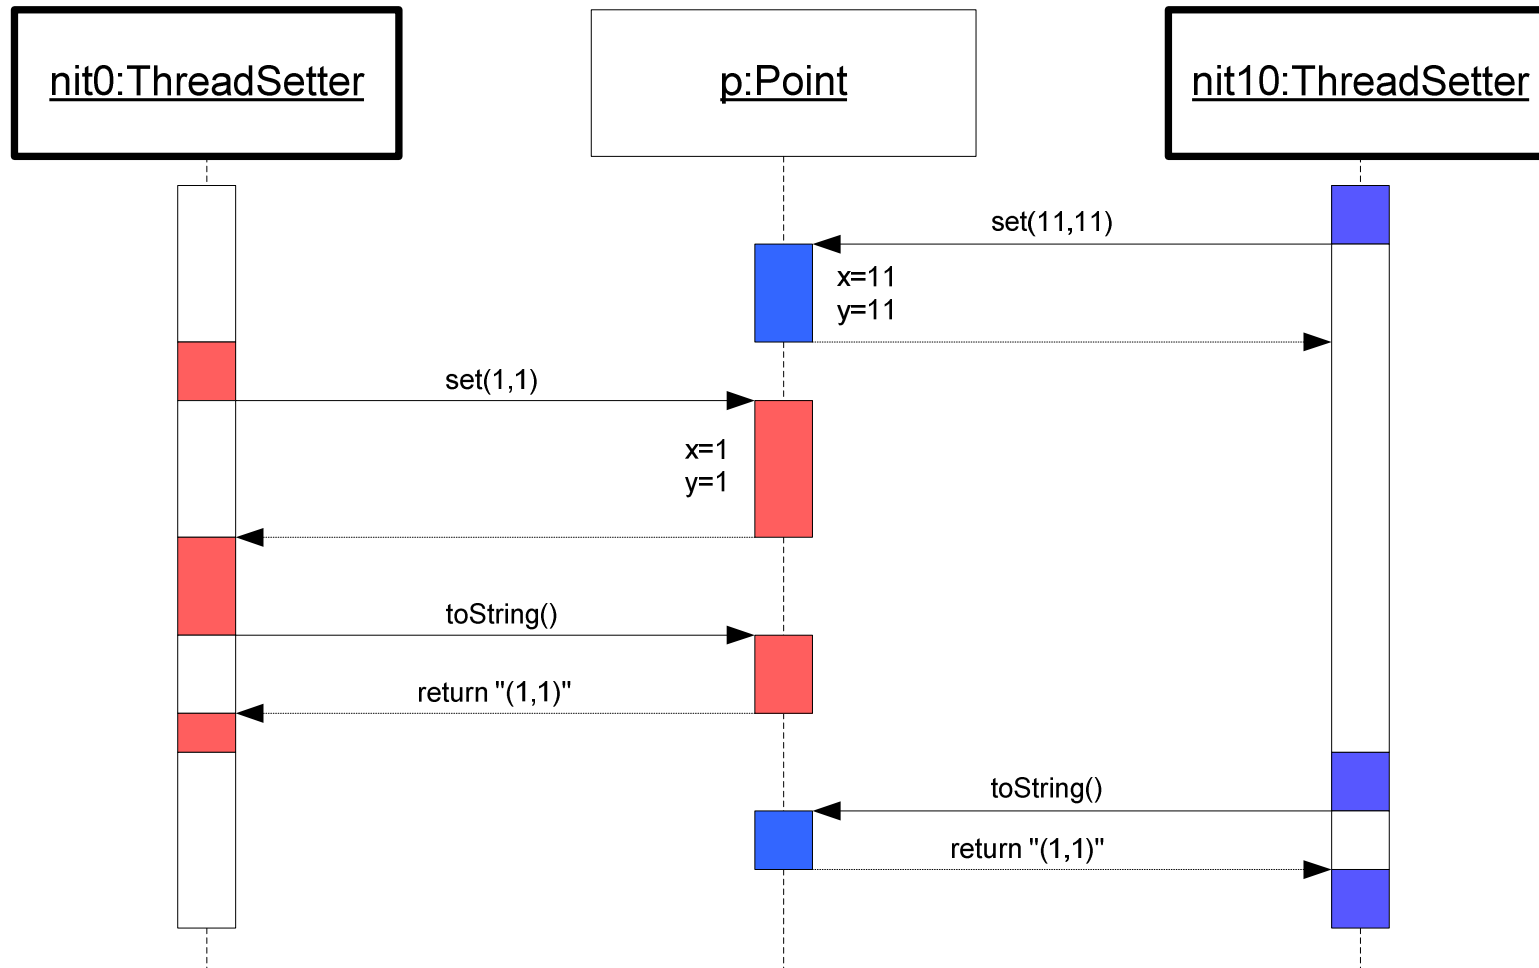 nit0:ThreadSetter
p:Point
nit10:ThreadSetter
set(11,11)
x=11
y=11
set(1,1)
x=1
y=1
toString()
return "(1,1)"
toString()
return "(1,1)"